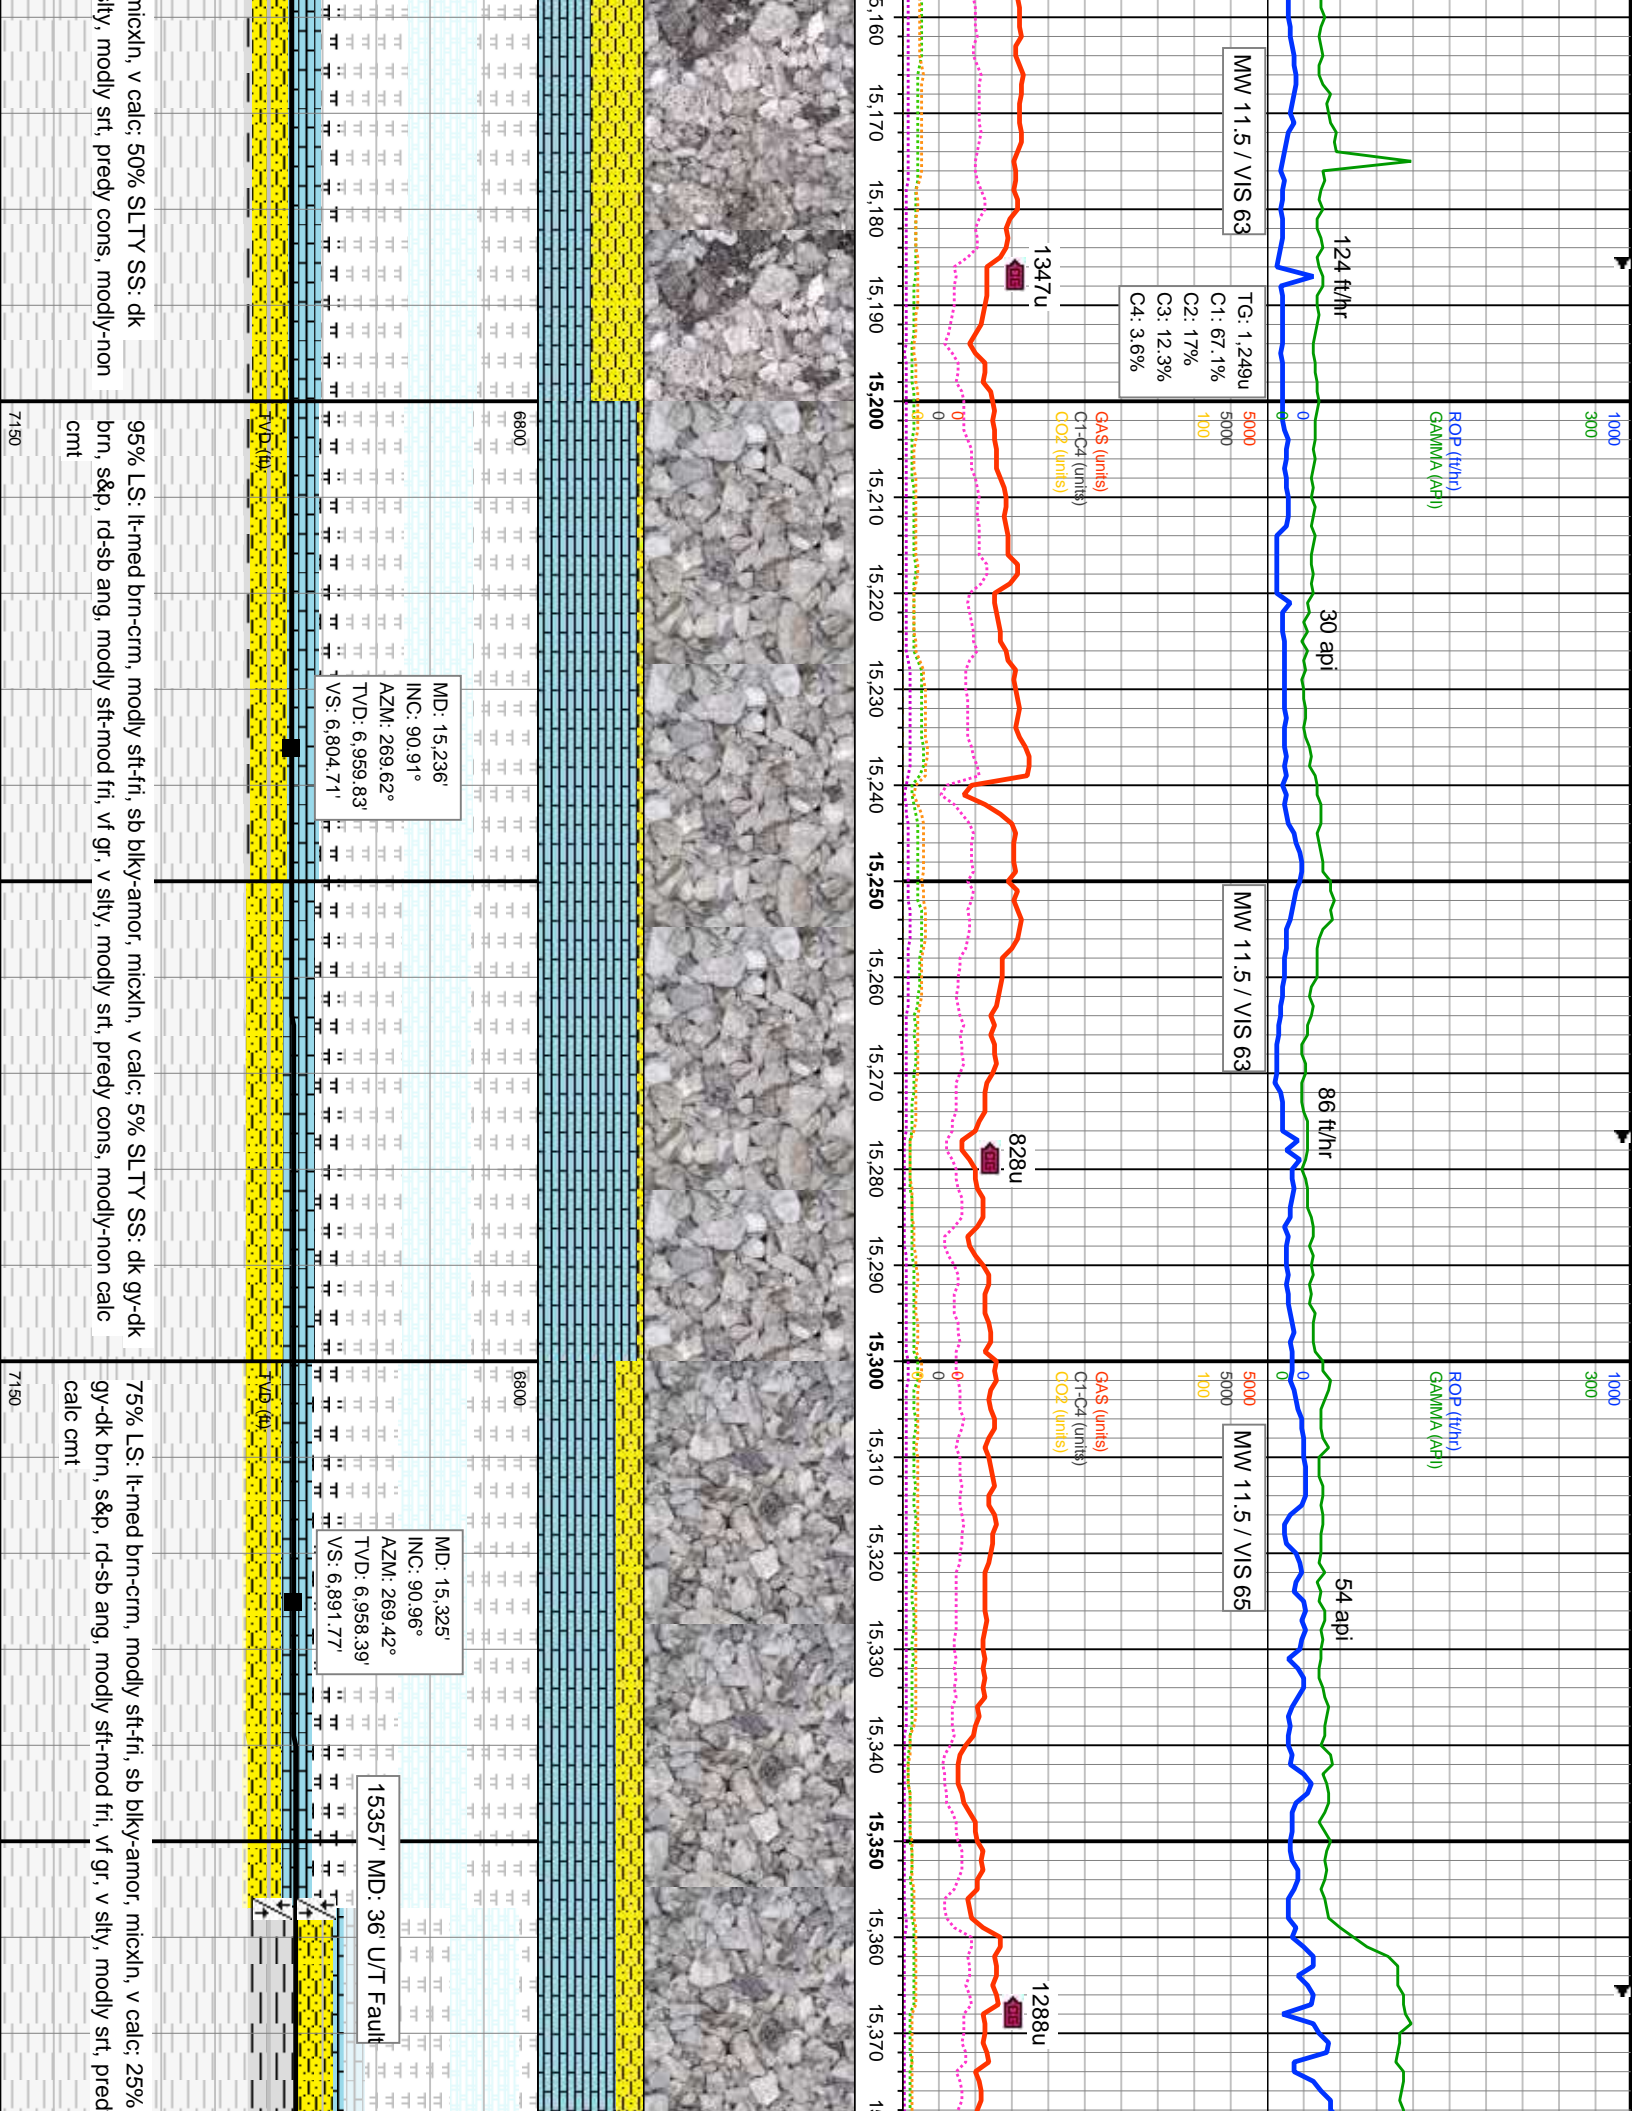 1000
300
ROP (ft/hr)
GAMMA (API)
0
0
1000
300
ROP (ft/hr)
GAMMA (API)
0
0
124 ft/hr
30 api
86 ft/hr
54 api
MW 11.5 / VIS 63
MW 11.5 / VIS 63
MW 11.5 / VIS 65
TG: 1,249u
C1: 67.1%
C2: 17%
C3: 12.3%
C4: 3.6%
5000
5000
100
GAS (units)
C1-C4 (units)
CO2 (units)
0
0
5000
5000
100
GAS (units)
C1-C4 (units)
CO2 (units)
0
0
1347u
828u
1288u
15,160
15,170
15,180
15,190
15,200
15,210
15,220
15,230
15,240
15,250
15,260
15,270
15,280
15,290
15,300
15,310
15,320
15,330
15,340
15,350
15,360
15,370
6800
TVD (ft)
7150
6800
TVD (ft)
7150
MD: 15,236'
INC: 90.91°
AZM: 269.62°
TVD: 6,959.83'
VS: 6,804.71'
MD: 15,325'
INC: 90.96°
AZM: 269.42°
TVD: 6,958.39'
VS: 6,891.77'
15357' MD: 36' U/T Fault
micxln, v calc; 50% SLTY SS: dk
slty, modly srt, predy cons, modly-non
95% LS: lt-med brn-crm, modly sft-fri, sb blky-amor, micxln, v calc; 5% SLTY SS: dk gy-dk
brn, s&p, rd-sb ang, modly sft-mod fri, vf gr, v slty, modly srt, predy cons, modly-non calc
cmt
75% LS: lt-med brn-crm, modly sft-fri, sb blky-amor, micxln, v calc; 25%
gy-dk brn, s&p, rd-sb ang, modly sft-mod fri, vf gr, v slty, modly srt, pred
calc cmt